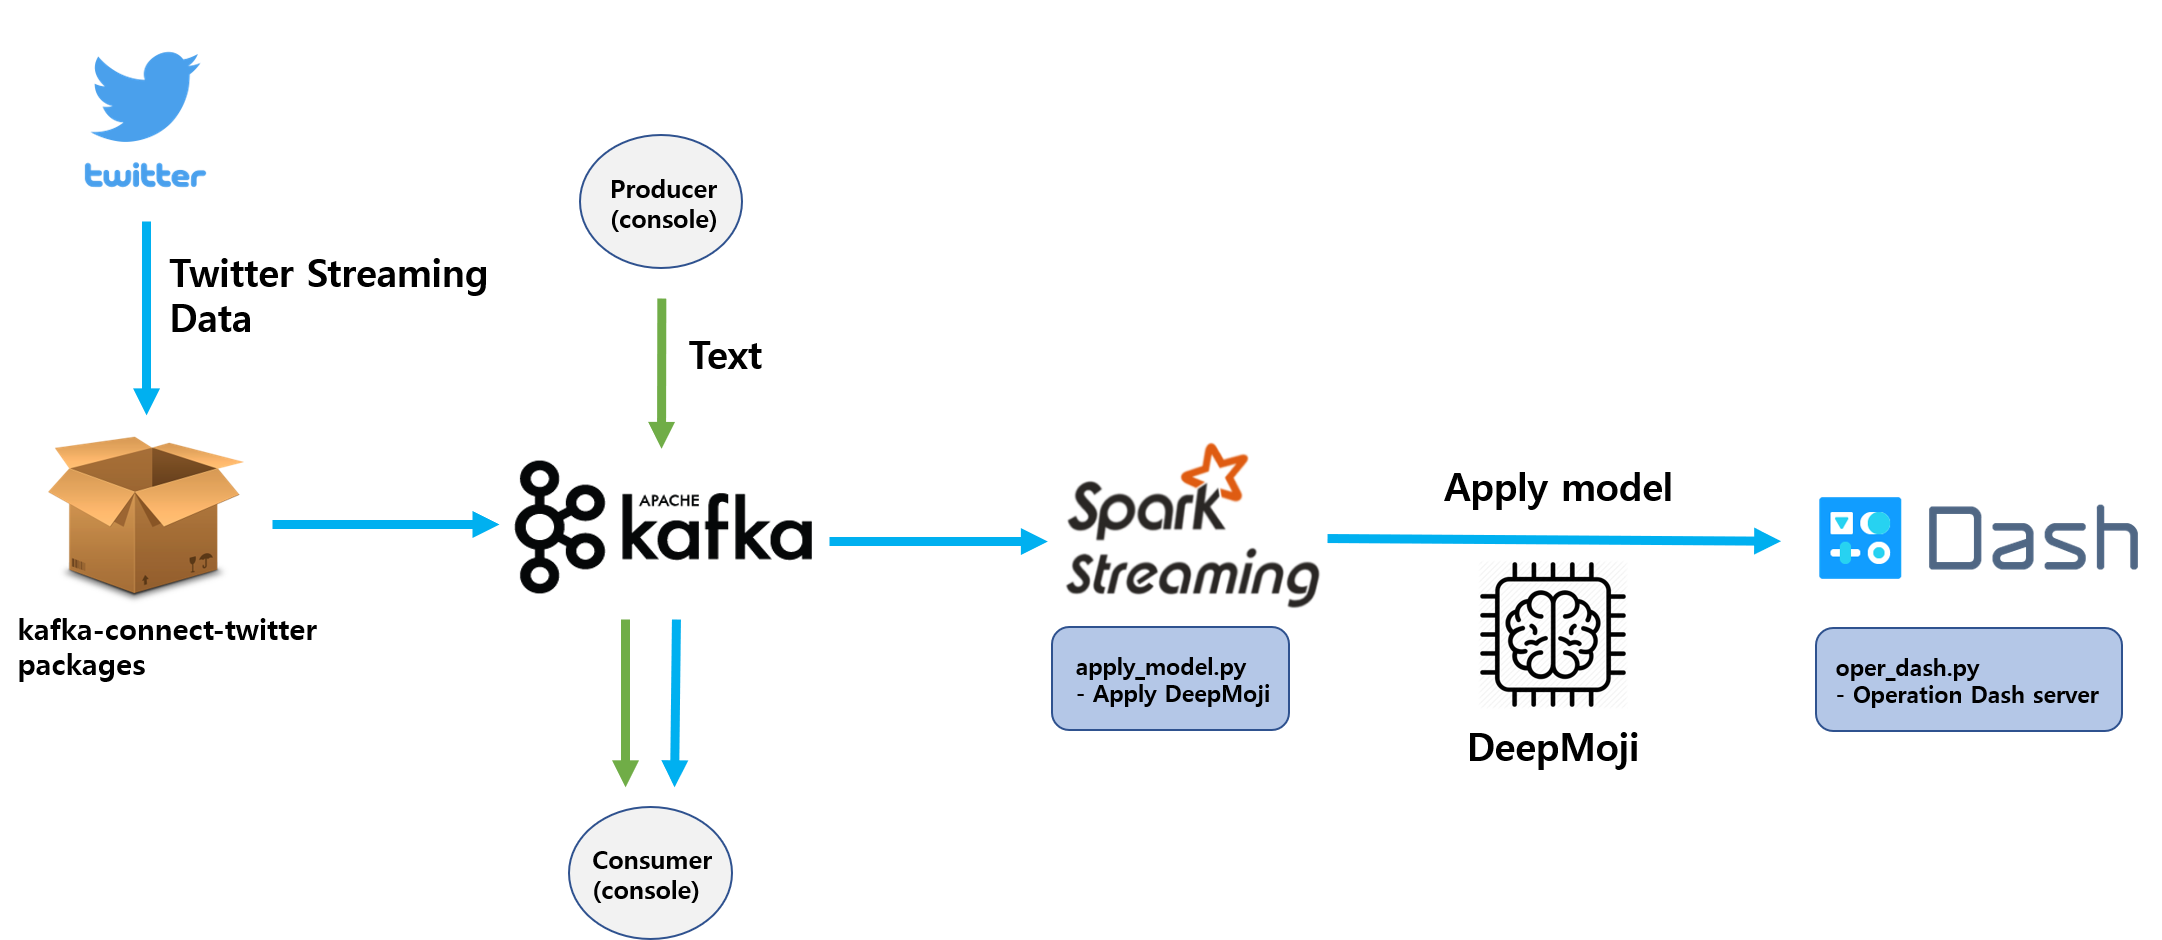 twitter
Twitter Streaming
Data
Producer
(console)
Text
kafka-connect-twitter
packages
APACHE
kafka
Consumer
(console)
Spark
Streaming
apply_model.py
- Apply DeepMoji
Apply model
DeepMoji
Dash
oper_dash.py
- Operation Dash server